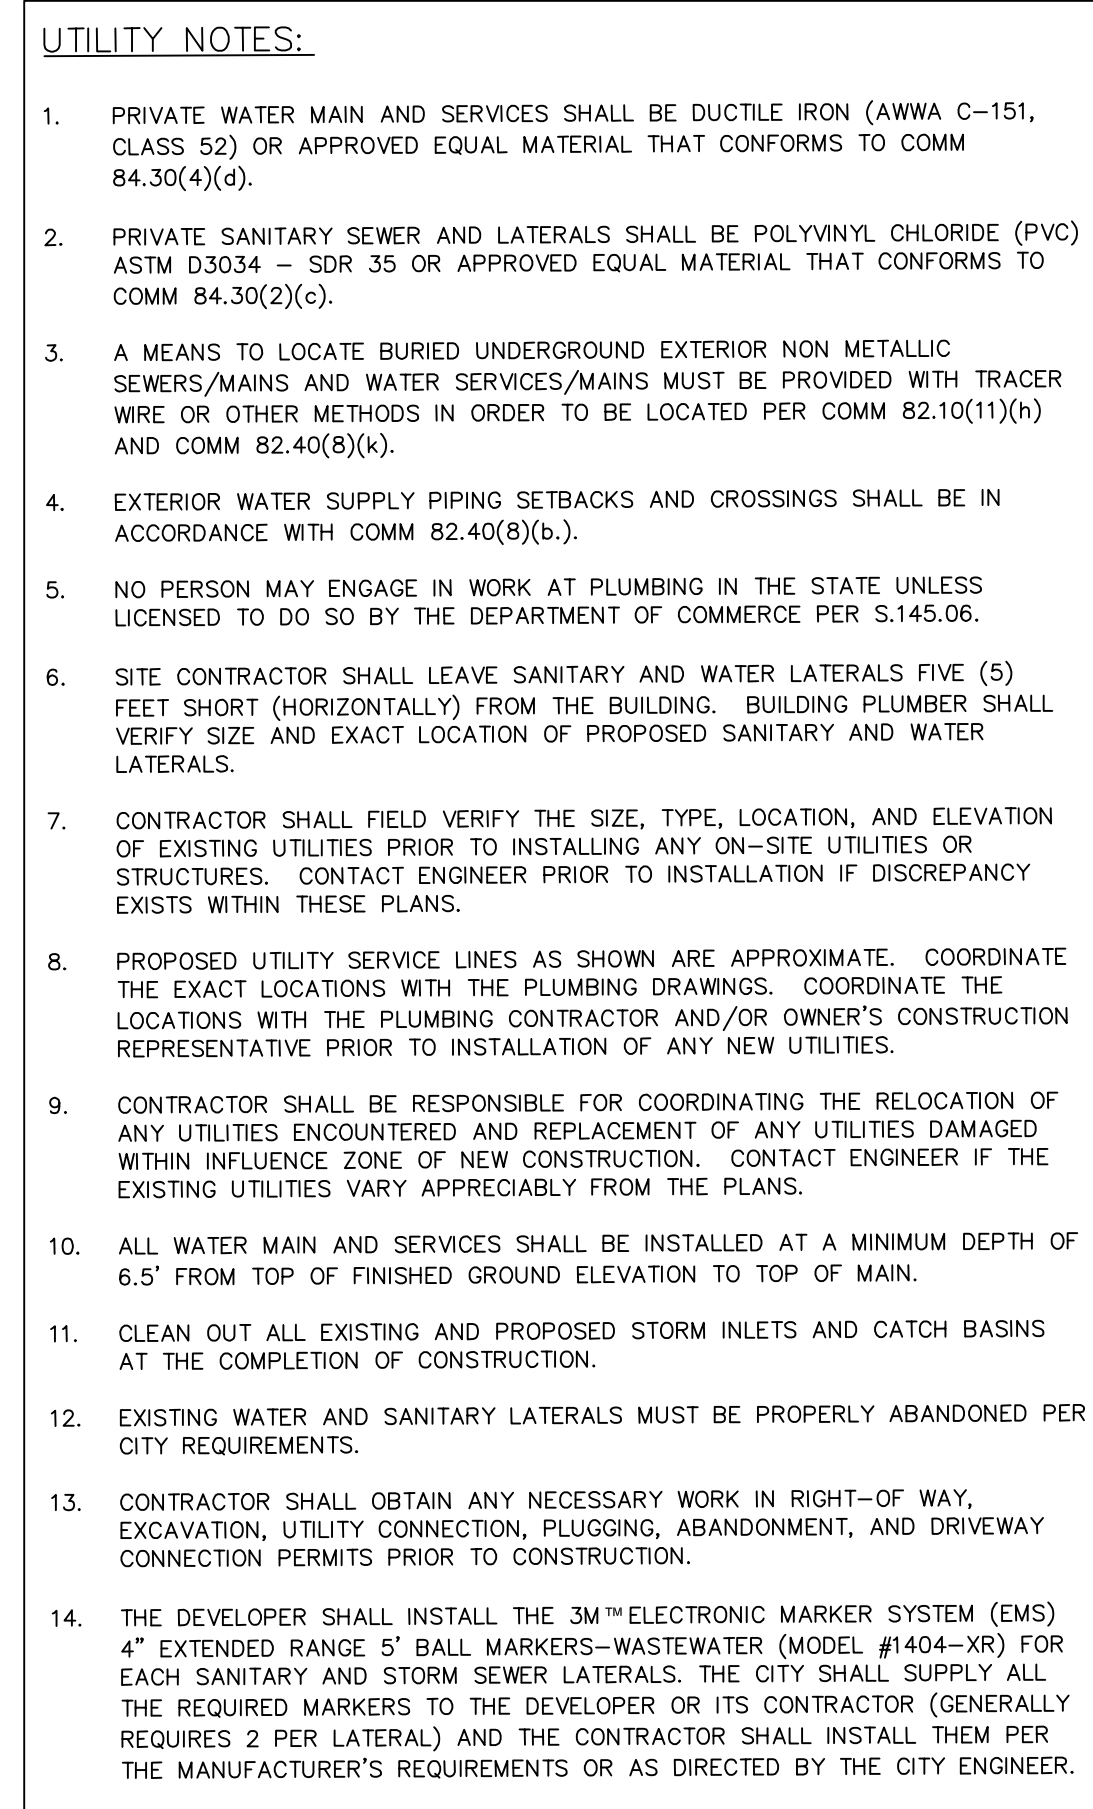 UTILITY NOTES:
1. PRIVATE WATER MAIN AND SERVICES SHALL BE DUCTILE IRON (AWWA C-151,
CLASS 52) OR APPROVED EQUAL MATERIAL THAT CONFORMS TO COMM
84.30(4)(d).
2. PRIVATE SANITARY SEWER AND LATERALS SHALL BE POLYVINYL CHLORIDE (PVC)
ASTM D3034 - SDR 35 OR APPROVED EQUAL MATERIAL THAT CONFORMS TO
COMM 84.30(2)(c).
3. A MEANS TO LOCATE BURIED UNDERGROUND EXTERIOR NON METALLIC
SEWERS/MAINS AND WATER SERVICES/MAINS MUST BE PROVIDED WITH TRACER
WIRE OR OTHER METHODS IN ORDER TO BE LOCATED PER COMM 82.10(11)(h)
AND COMM 82.40(8)(k).
4. EXTERIOR WATER SUPPLY PIPING SETBACKS AND CROSSINGS SHALL BE IN
ACCORDANCE WITH COMM 82.40(8)(b.).
5. NO PERSON MAY ENGAGE IN WORK AT PLUMBING IN THE STATE UNLESS
LICENSED TO DO SO BY THE DEPARTMENT OF COMMERCE PER S.145.06.
6. SITE CONTRACTOR SHALL LEAVE SANITARY AND WATER LATERALS FIVE (5)
FEET SHORT (HORIZONTALLY) FROM THE BUILDING. BUILDING PLUMBER SHALL
VERIFY SIZE AND EXACT LOCATION OF PROPOSED SANITARY AND WATER
LATERALS.
7. CONTRACTOR SHALL FIELD VERIFY THE SIZE, TYPE, LOCATION, AND ELEVATION
OF EXISTING UTILITIES PRIOR TO INSTALLING ANY ON-SITE UTILITIES OR
STRUCTURES. CONTACT ENGINEER PRIOR TO INSTALLATION IF DISCREPANCY
EXISTS WITHIN THESE PLANS.
8. PROPOSED UTILITY SERVICE LINES AS SHOWN ARE APPROXIMATE. COORDINATE
THE EXACT LOCATIONS WITH THE PLUMBING DRAWINGS. COORDINATE THE
LOCATIONS WITH THE PLUMBING CONTRACTOR AND/OR OWNER'S CONSTRUCTION
REPRESENTATIVE PRIOR TO INSTALLATION OF ANY NEW UTILITIES.
9. CONTRACTOR SHALL BE RESPONSIBLE FOR COORDINATING THE RELOCATION OF
ANY UTILITIES ENCOUNTERED AND REPLACEMENT OF ANY UTILITIES DAMAGED
WITHIN INFLUENCE ZONE OF NEW CONSTRUCTION. CONTACT ENGINEER IF THE
EXISTING UTILITIES VARY APPRECIABLY FROM THE PLANS.
10. ALL WATER MAIN AND SERVICES SHALL BE INSTALLED AT A MINIMUM DEPTH OF
6.5' FROM TOP OF FINISHED GROUND ELEVATION TO TOP OF MAIN.
11. CLEAN OUT ALL EXISTING AND PROPOSED STORM INLETS AND CATCH BASINS
AT THE COMPLETION OF CONSTRUCTION.
12. EXISTING WATER AND SANITARY LATERALS MUST BE PROPERLY ABANDONED PER
CITY REQUIREMENTS.
13. CONTRACTOR SHALL OBTAIN ANY NECESSARY WORK IN RIGHT-OF WAY,
EXCAVATION, UTILITY CONNECTION, PLUGGING, ABANDONMENT, AND DRIVEWAY
CONNECTION PERMITS PRIOR TO CONSTRUCTION.
14. THE DEVELOPER SHALL INSTALL THE 3M™ ELECTRONIC MARKER SYSTEM (EMS)
4" EXTENDED RANGE 5' BALL MARKERS-WASTEWATER (MODEL #1404-XR) FOR
EACH SANITARY AND STORM SEWER LATERALS. THE CITY SHALL SUPPLY ALL
THE REQUIRED MARKERS TO THE DEVELOPER OR ITS CONTRACTOR (GENERALLY
REQUIRES 2 PER LATERAL) AND THE CONTRACTOR SHALL INSTALL THEM PER
THE MANUFACTURER'S REQUIREMENTS OR AS DIRECTED BY THE CITY ENGINEER.